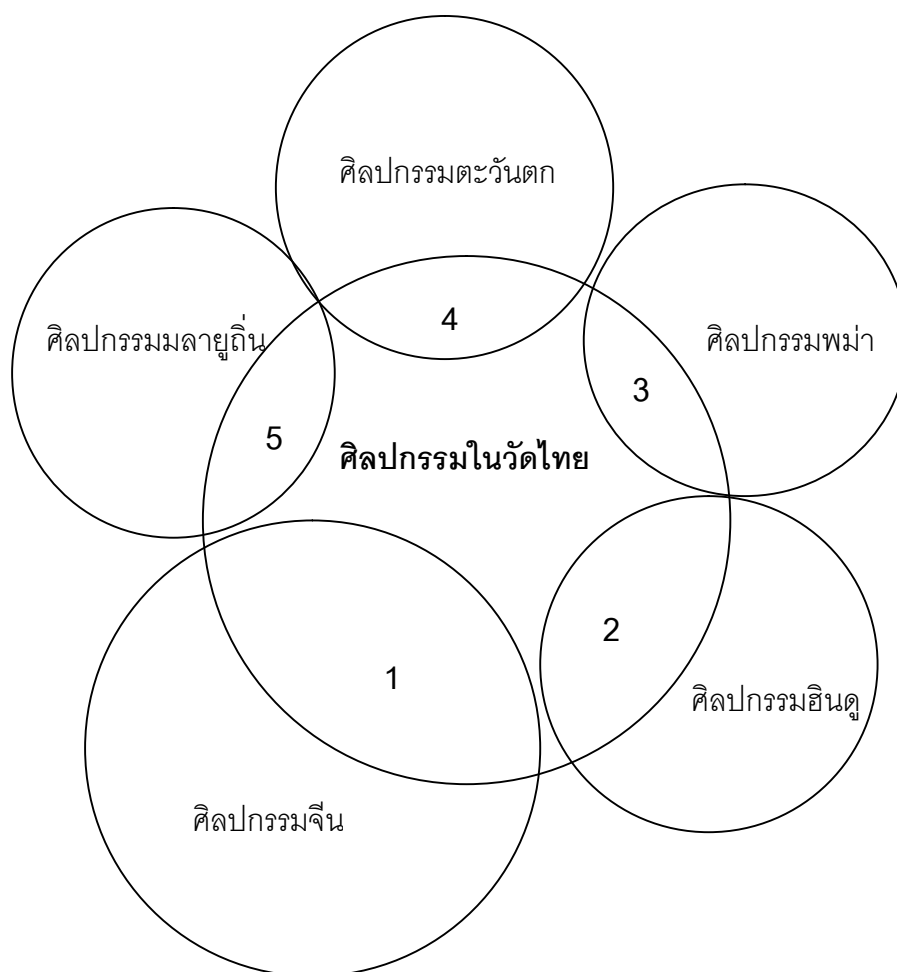 ศิลปกรรมตะวันตก
4
ศิลปกรรมมลายูถิ่น
ศิลปกรรมพม่า
3
5
ศิลปกรรมในวัดไทย
2
1
ศิลปกรรมฮินดู
ศิลปกรรมจีน